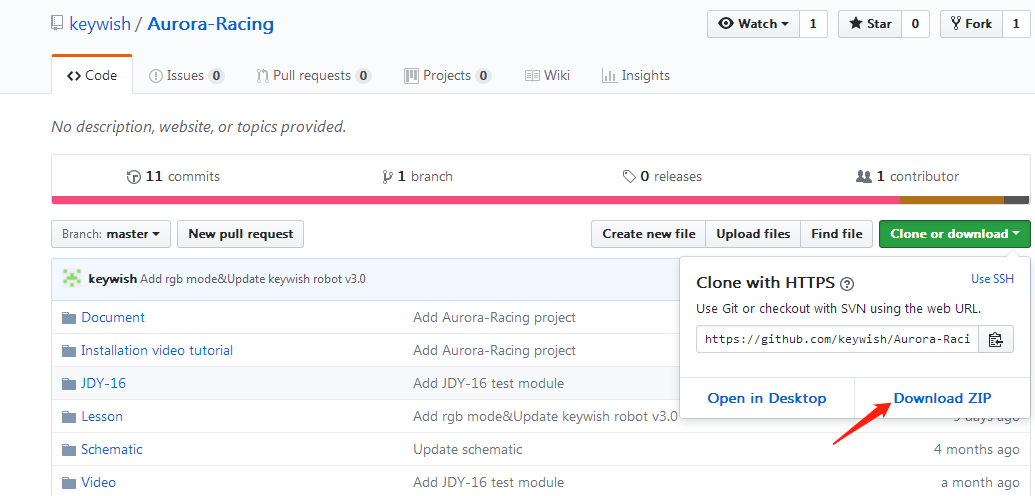 keywish / Aurora-Racing
Watch 1 Star 0 Fork 1
Code Issues 0 Pull requests 0 Projects 0 Wiki Insights
No description, website, or topics provided.
11 commits 1 branch 0 releases 1 contributor
Branch: master New pull request Create new file Upload files Find file Clone or download
keywish Add rgb mode&Update keywish robot v3.0
Clone with HTTPS ? Use SSH
Use Git or checkout with SVN using the web URL.
https://github.com/keywish/Aurora-Raci
Open in Desktop Download ZIP
Document Add Aurora-Racing project
Installation video tutorial Add Aurora-Racing project
JDY-16 Add JDY-16 test module
Lesson Add rgb mode&Update keywish robot v3.0 9 days ago
Schematic Update schematic 4 months ago
Video Add JDY-16 test module a month ago